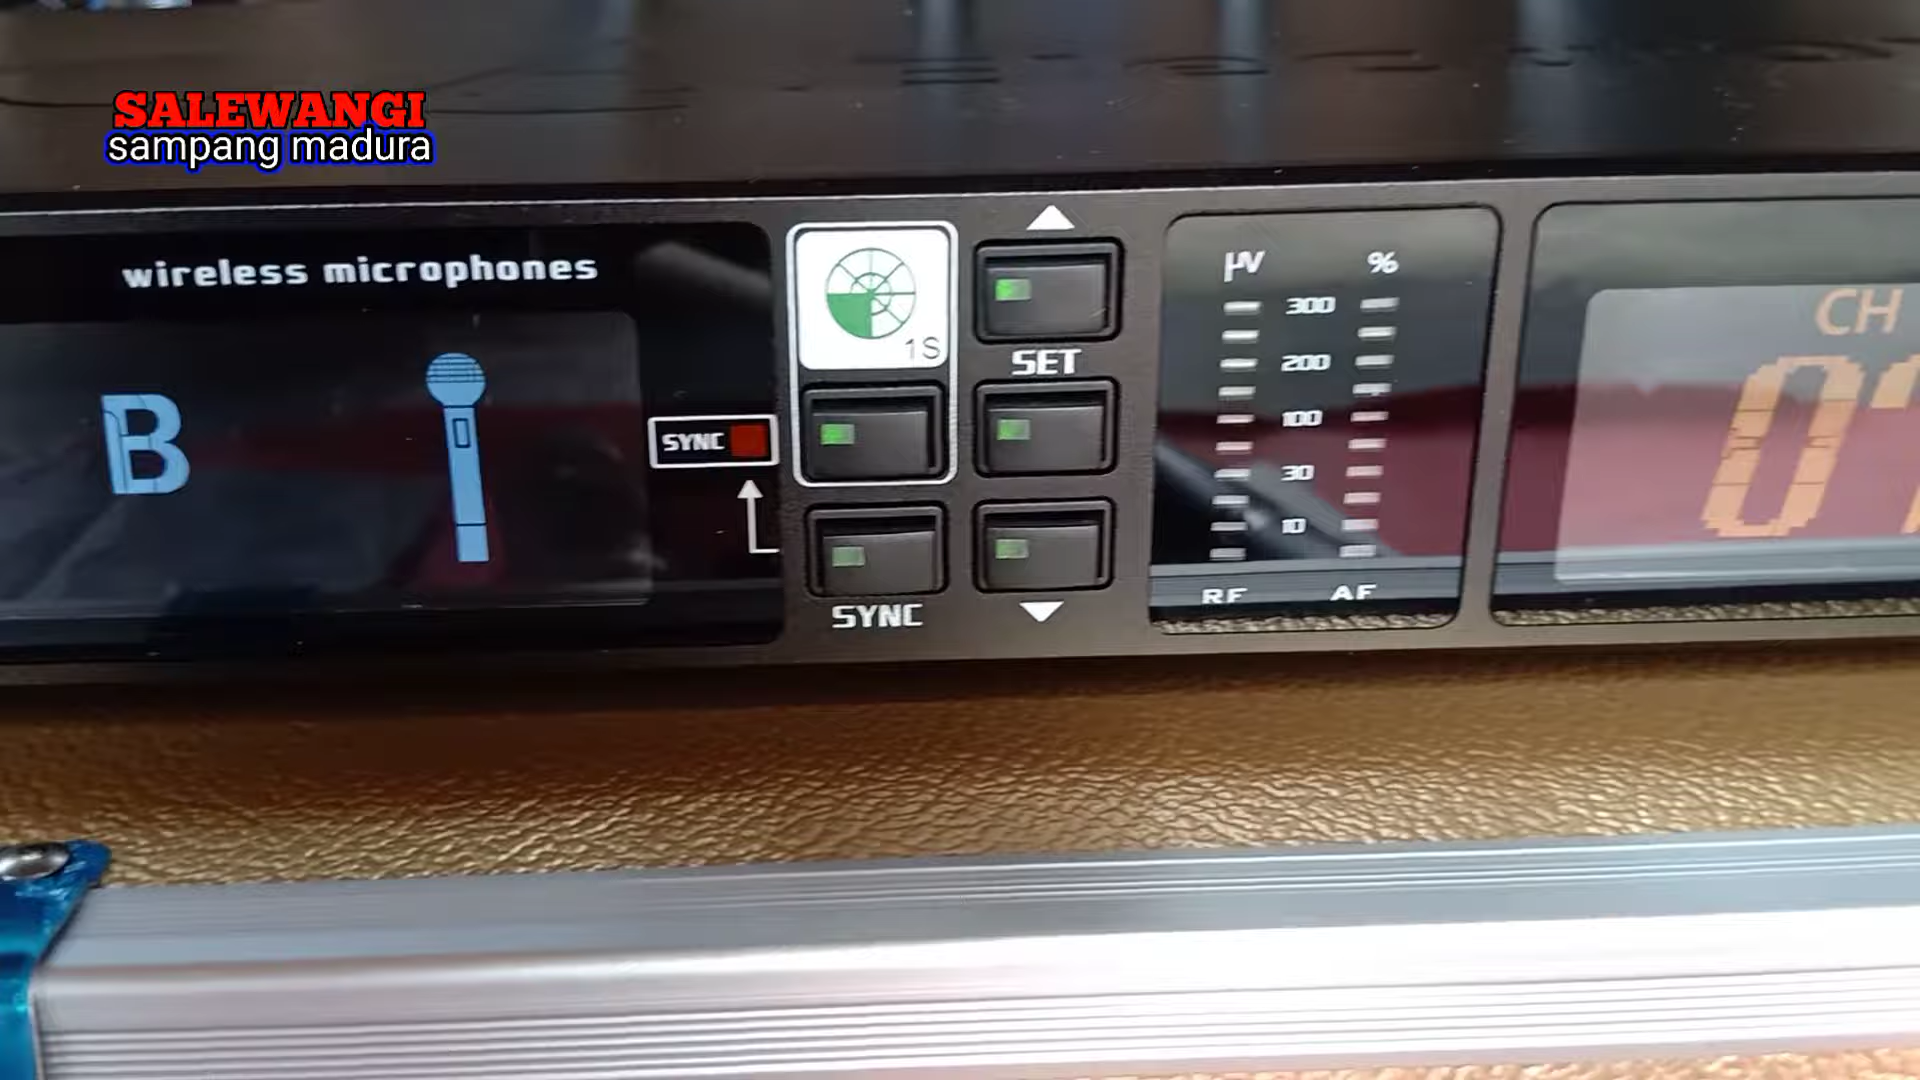 SALEWANGI
sampang madura
wireless microphones
B
SYNC
1S
SET
SYNC
µV %
300
200
100
30
10
RF AF
CH